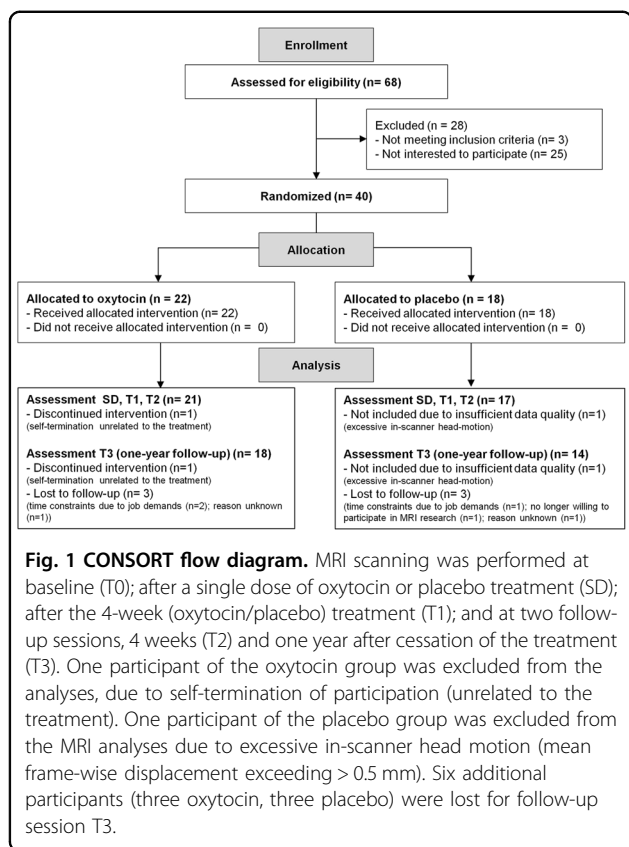 Enrollment
Assessed for eligibility (n= 68)
Excluded (n = 28)
- Not meeting inclusion criteria (n= 3)
- Not interested to participate (n= 25)
Randomized (n= 40)
Allocation
Allocated to oxytocin (n = 22)
- Received allocated intervention (n= 22)
- Did not receive allocated intervention (n = 0)
Allocated to placebo (n = 18)
- Received allocated intervention (n= 18)
- Did not receive allocated intervention (n = 0)
Analysis
Assessment SD, T1, T2 (n= 21)
- Discontinued intervention (n=1)
(self-termination unrelated to the treatment)
Assessment T3 (one-year follow-up) (n= 18)
- Discontinued intervention (n=1)
(self-termination unrelated to the treatment)
- Lost to follow-up (n= 3)
(time constraints due to job demands (n=2); reason unknown
(n=1))
Assessment SD, T1, T2 (n= 17)
- Not included due to insufficient data quality (n=1)
(excessive in-scanner head-motion)
Assessment T3 (one-year follow-up) (n= 14)
- Not included due to insufficient data quality (n=1)
(excessive in-scanner head-motion)
- Lost to follow-up (n= 3)
(time constraints due to job demands (n=1); no longer willing to
participate in MRI research (n=1); reason unknown (n=1))
Fig. 1 CONSORT flow diagram. MRI scanning was performed at
baseline (T0); after a single dose of oxytocin or placebo treatment (SD);
after the 4-week (oxytocin/placebo) treatment (T1); and at two follow-
up sessions, 4 weeks (T2) and one year after cessation of the treatment
(T3). One participant of the oxytocin group was excluded from the
analyses, due to self-termination of participation (unrelated to the
treatment). One participant of the placebo group was excluded from
the MRI analyses due to excessive in-scanner head motion (mean
frame-wise displacement exceeding > 0.5 mm). Six additional
participants (three oxytocin, three placebo) were lost for follow-up
session T3.